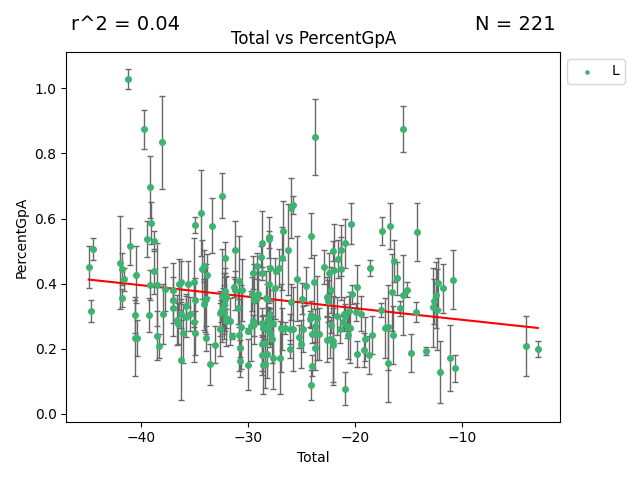 r^2 = 0.04
N = 221
Total vs PercentGpA
L
PercentGpA
1.0
0.8
0.6
0.4
0.2
0.0
−40
−30
−20
−10
Total